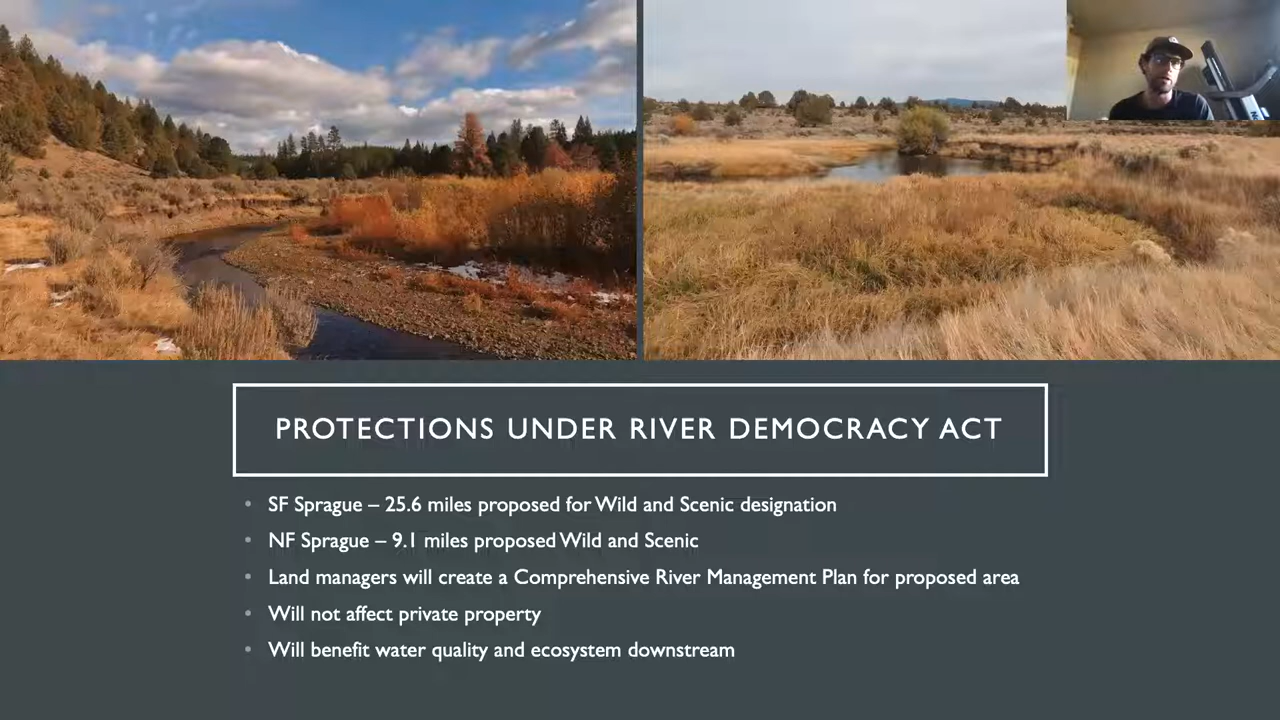 PROTECTIONS UNDER RIVER DEMOCRACY ACT
• SF Sprague – 25.6 miles proposed for Wild and Scenic designation
• NF Sprague – 9.1 miles proposed Wild and Scenic
• Land managers will create a Comprehensive River Management Plan for proposed area
• Will not affect private property
• Will benefit water quality and ecosystem downstream